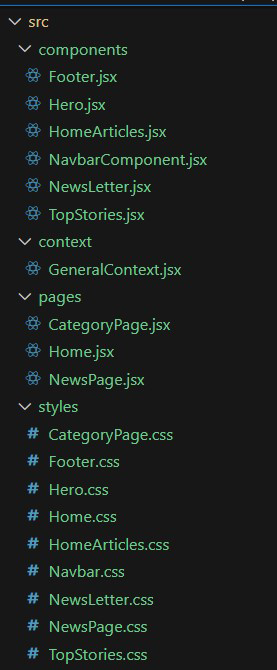 src
components
Footer.jsx
Hero.jsx
HomeArticles.jsx
NavbarComponent.jsx
NewsLetter.jsx
TopStories.jsx
context
GeneralContext.jsx
pages
CategoryPage.jsx
Home.jsx
NewsPage.jsx
styles
# CategoryPage.css
# Footer.css
# Hero.css
# Home.css
# HomeArticles.css
# Navbar.css
# NewsLetter.css
# NewsPage.css
# TopStories.css